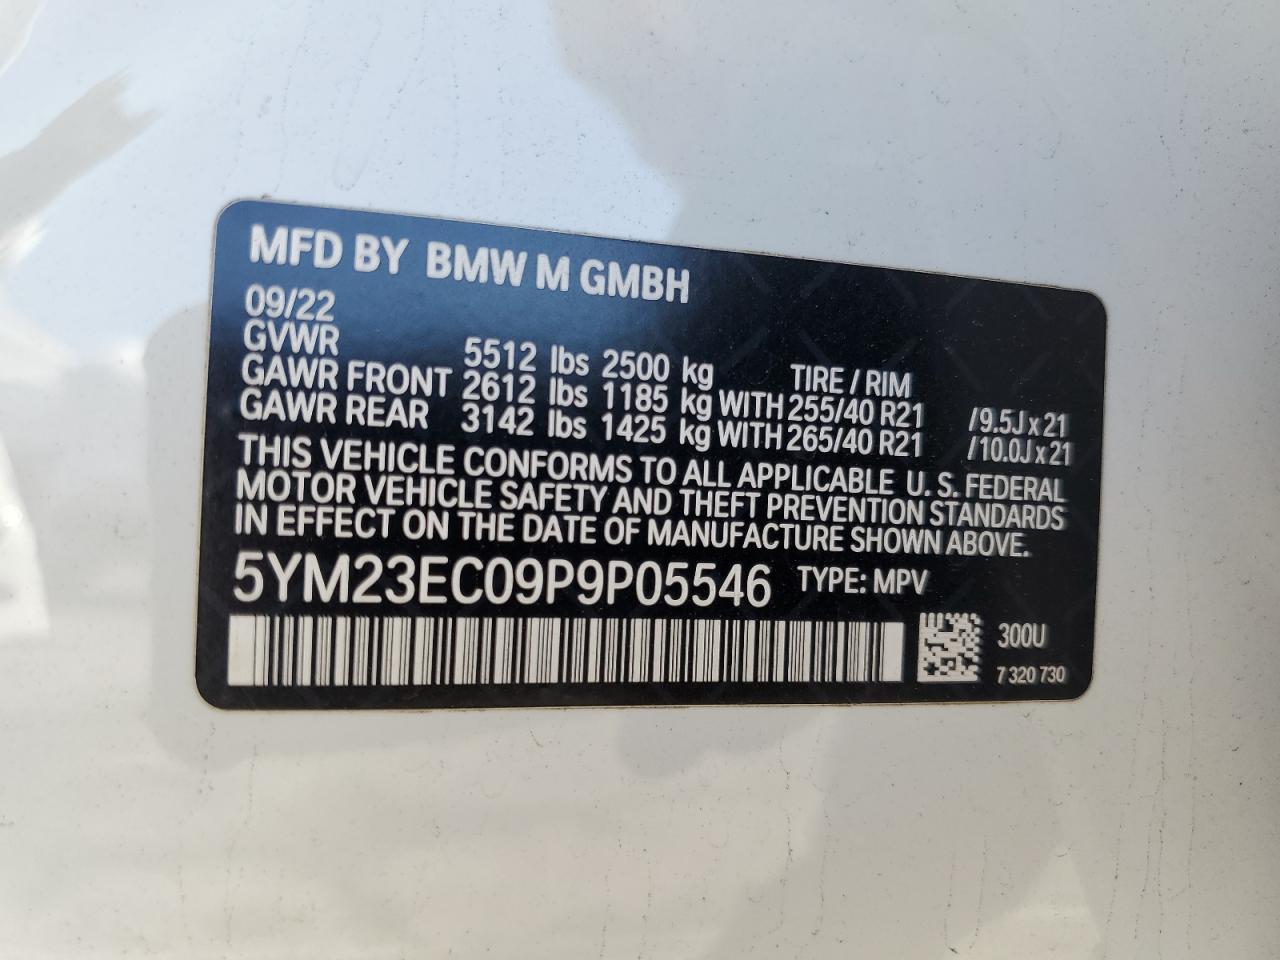 MFD BY BMW M GMBH
09/22
GVWR 5512 lbs 2500 kg TIRE / RIM
GAWR FRONT 2612 lbs 1185 kg WITH 255/40 R21 /9.5J x 21
GAWR REAR 3142 lbs 1425 kg WITH 265/40 R21 /10.0J x 21
THIS VEHICLE CONFORMS TO ALL APPLICABLE U. S. FEDERAL
MOTOR VEHICLE SAFETY AND THEFT PREVENTION STANDARDS
IN EFFECT ON THE DATE OF MANUFACTURE SHOWN ABOVE.
5YM23EC09P9P05546 TYPE: MPV
300U
7 320 730